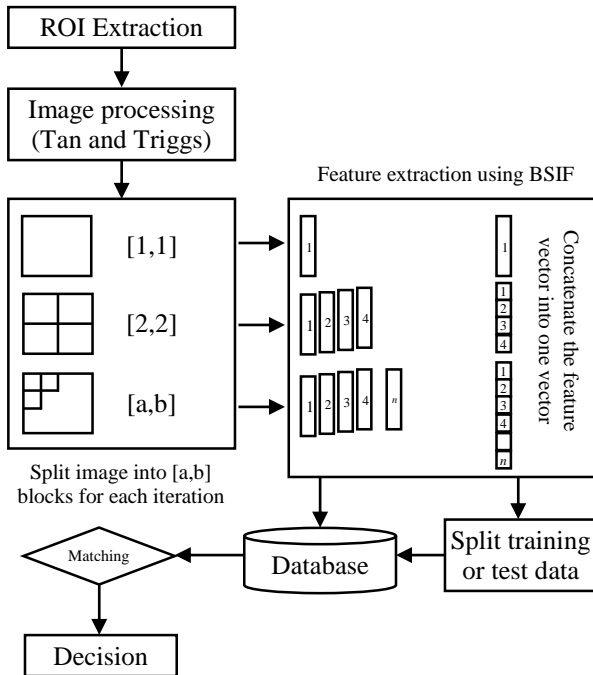 ROI Extraction
Image processing
(Tan and Triggs)
Feature extraction using BSIF
[1,1]
[2,2]
[a,b]
Split image into [a,b]
blocks for each iteration
1
1 2 3 4
1 2 3 4 n
1
1
2
3
4
1
2
3
4
n
Concatenate the feature
vector into one vector
Matching
Database
Split training
or test data
Decision